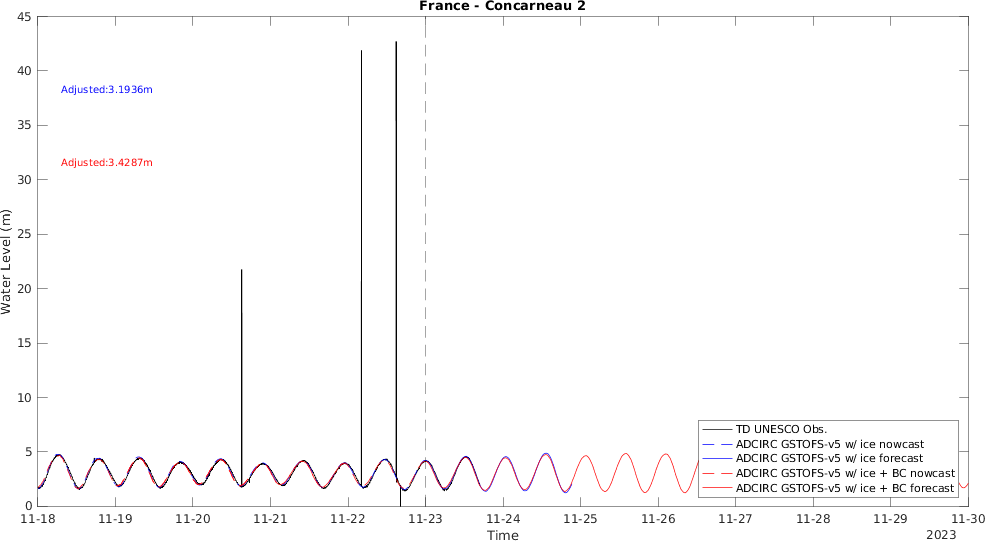 France - Concarneau 2
45
40
35
30
25
20
15
10
5
0
Water Level (m)
Adjusted:3.1936m
Adjusted:3.4287m
TD UNESCO Obs.
ADCIRC GSTOFS-v5 w/ ice nowcast
ADCIRC GSTOFS-v5 w/ ice forecast
ADCIRC GSTOFS-v5 w/ ice + BC nowcast
ADCIRC GSTOFS-v5 w/ ice + BC forecast
11-18 11-19 11-20 11-21 11-22 11-23 11-24 11-25 11-26 11-27 11-28 11-29 11-30
Time
2023